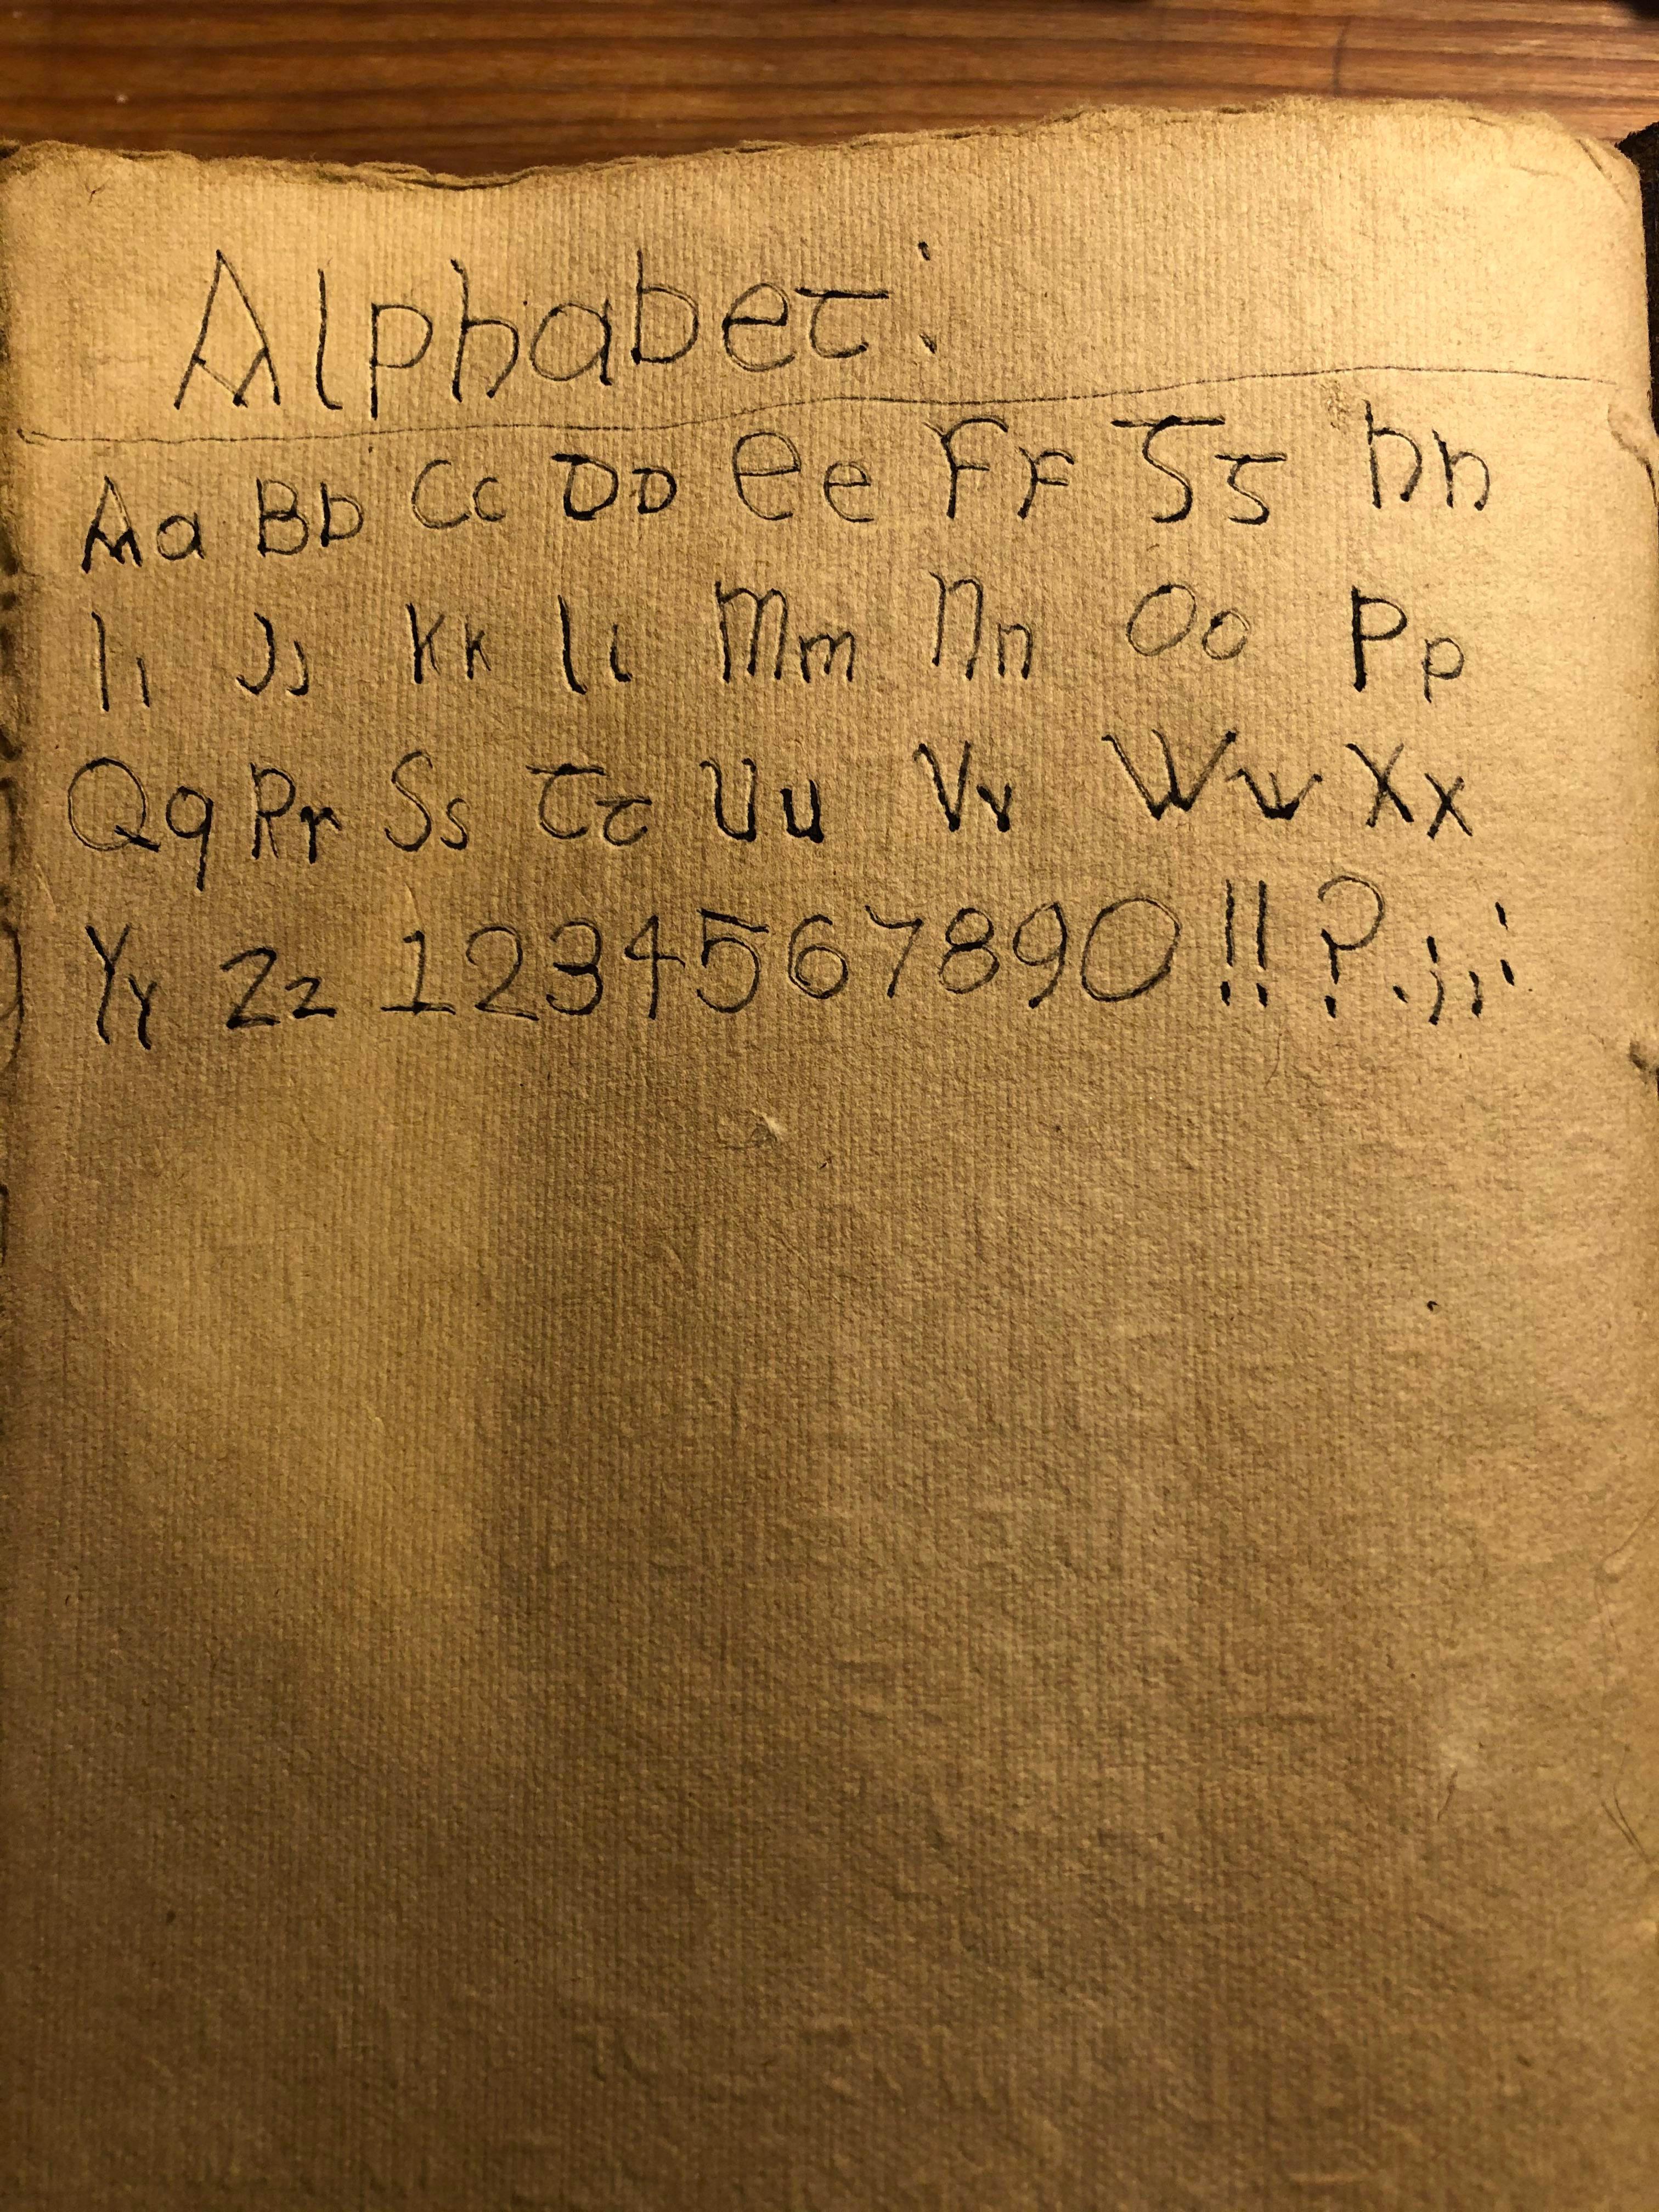 Alphabet:
Aa Bb Cc Dd Ee Ff Gg Hh
Ii Jj Kk Ll Mm Nn Oo Pp
Qq Rr Ss Tt Uu Vv Ww Xx
Yy Zz 1234567890 !! ? . ; , :